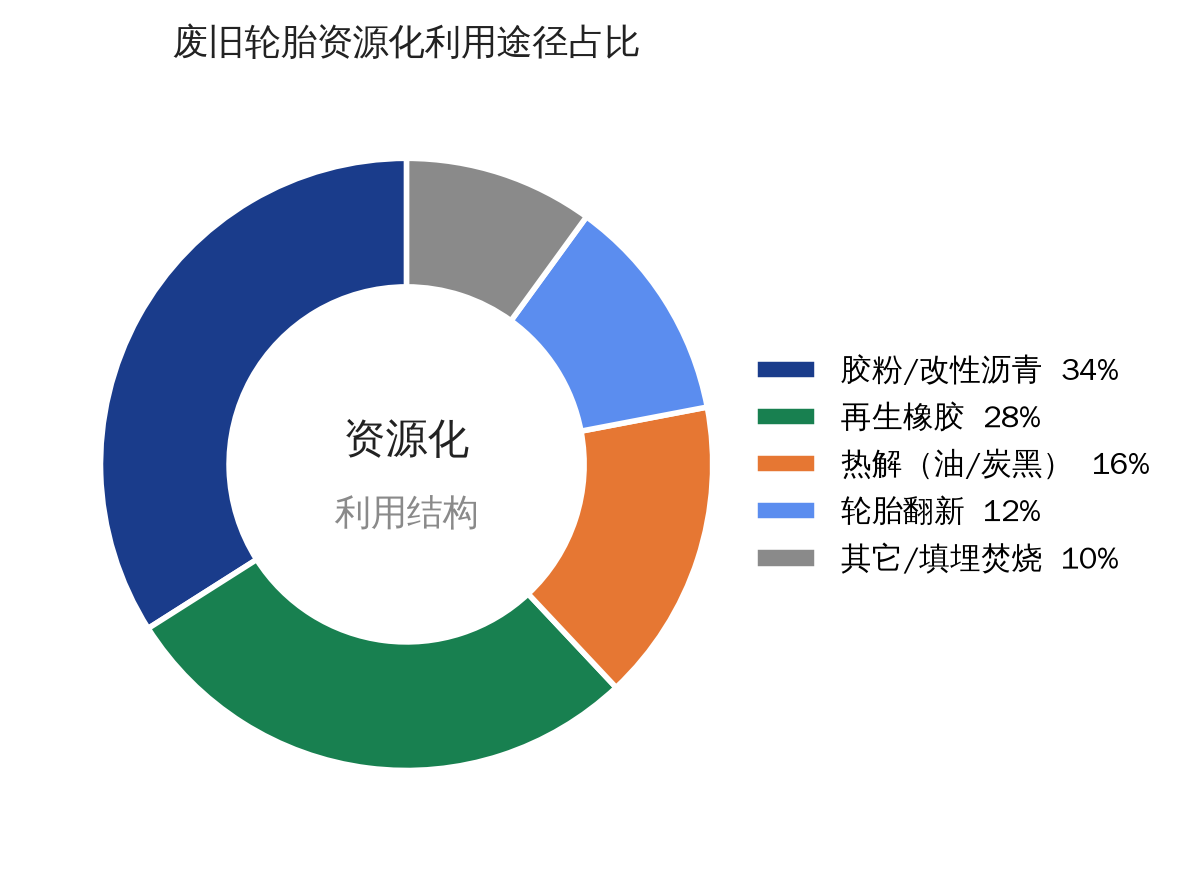 废旧轮胎资源化利用途径占比
资源化
利用结构
胶粉/改性沥青 34%
再生橡胶 28%
热解（油/炭黑） 16%
轮胎翻新 12%
其它/填埋焚烧 10%